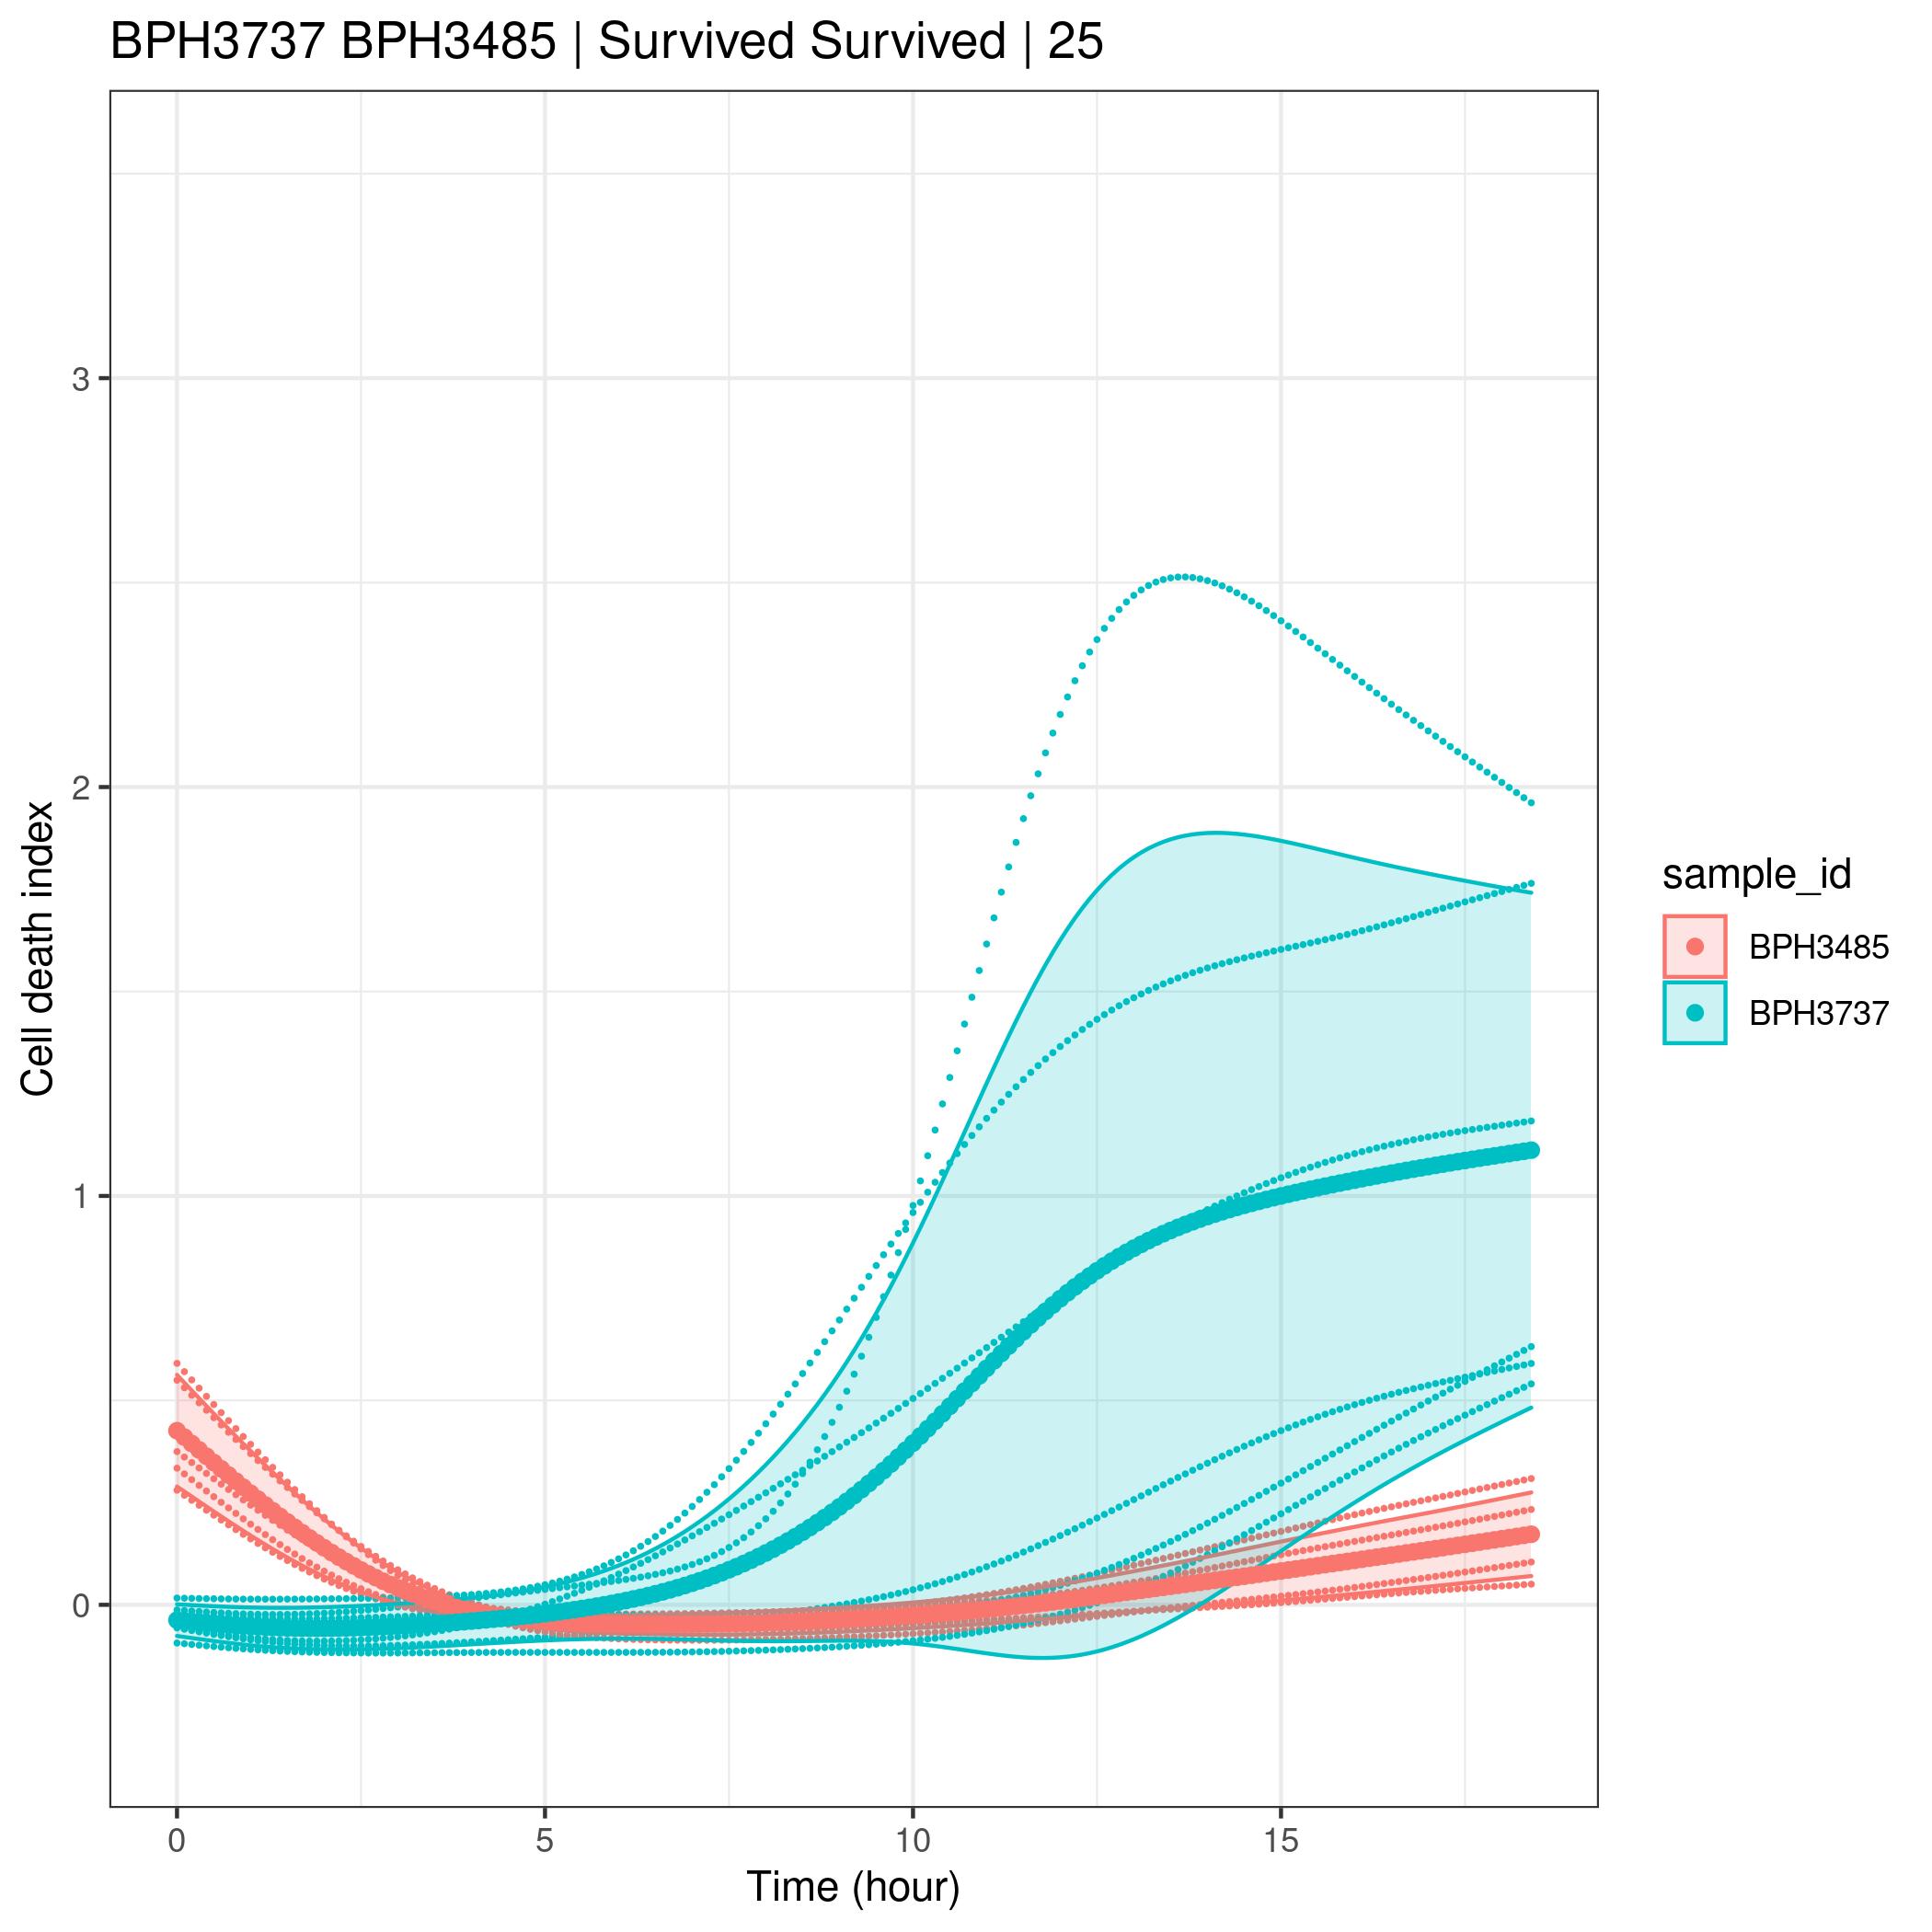 BPH3737 BPH3485 | Survived Survived | 25
3
2
1
0
Cell death index
0 5 10 15
Time (hour)
sample_id
BPH3485
BPH3737